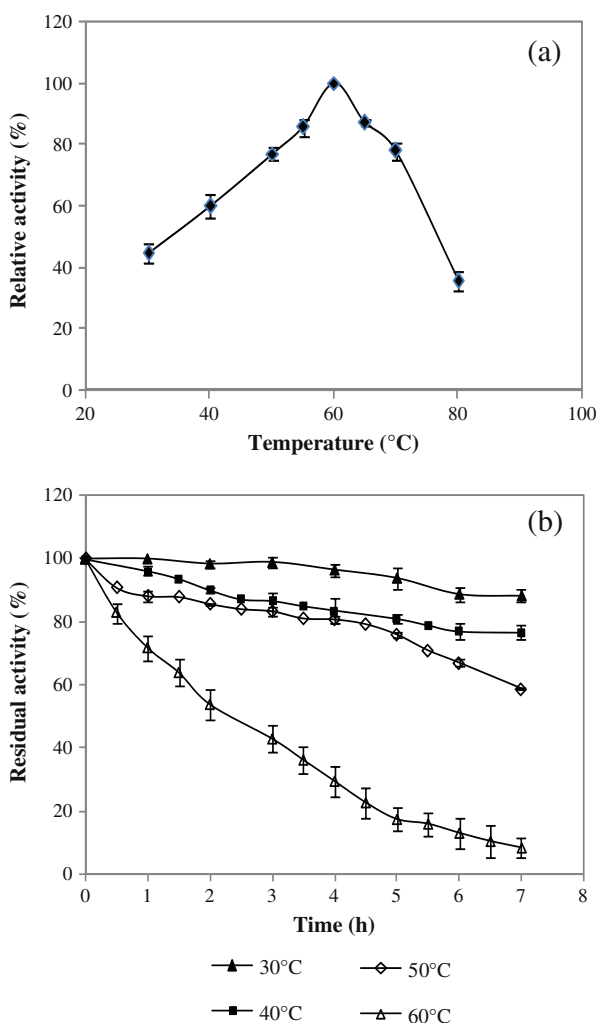 (a)
Relative activity (%)
120
100
80
60
40
20
0
20 40 60 80 100
Temperature (°C)
(b)
Residual activity (%)
120
100
80
60
40
20
0
0 1 2 3 4 5 6 7 8
Time (h)
30°C 50°C
40°C 60°C